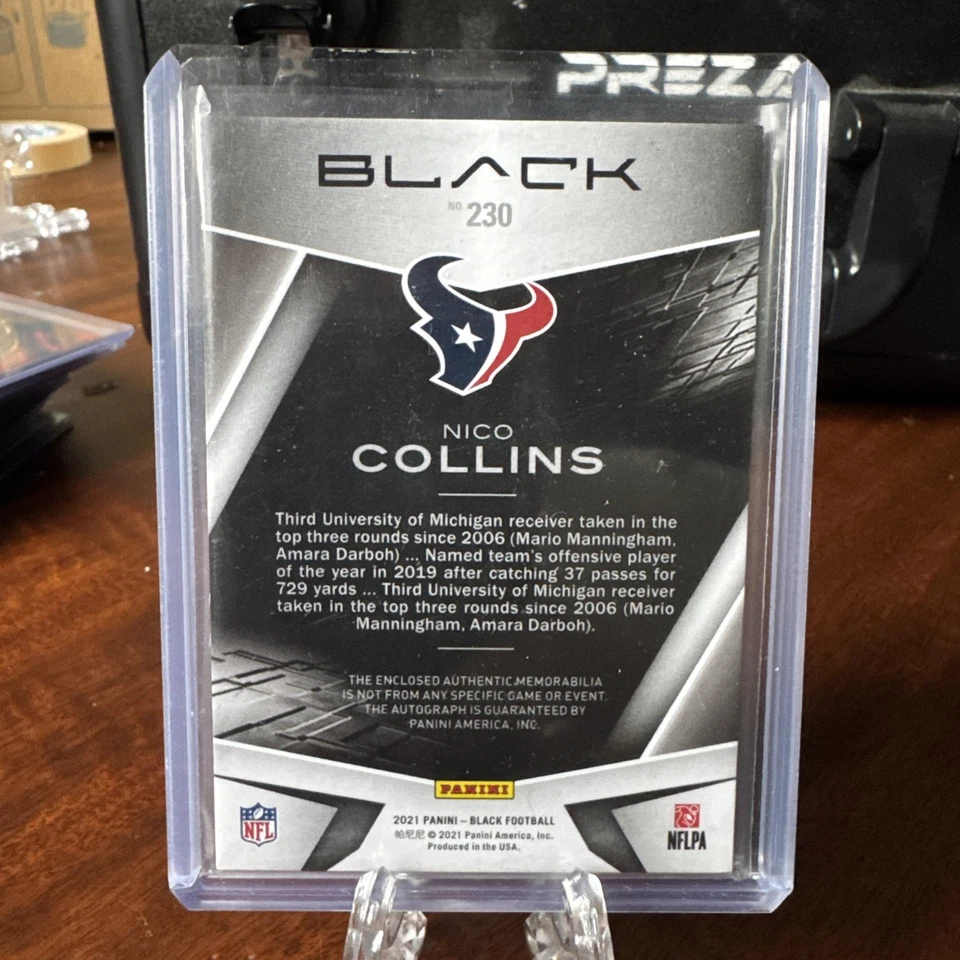 PREZA
BLACK
NO. 230
NICO
COLLINS
Third University of Michigan receiver taken in the
top three rounds since 2006 (Mario Manningham,
Amara Darboh) ... Named team's offensive player
of the year in 2019 after catching 37 passes for
729 yards ... Third University of Michigan receiver
taken in the top three rounds since 2006 (Mario
Manningham, Amara Darboh).
THE ENCLOSED AUTHENTIC MEMORABILIA
IS NOT FROM ANY SPECIFIC GAME OR EVENT.
THE AUTOGRAPH IS GUARANTEED BY
PANINI AMERICA, INC.
PANINI
NFL
2021 PANINI – BLACK FOOTBALL
帕尼尼 © 2021 Panini America, Inc.
Produced in the USA.
NFLPA